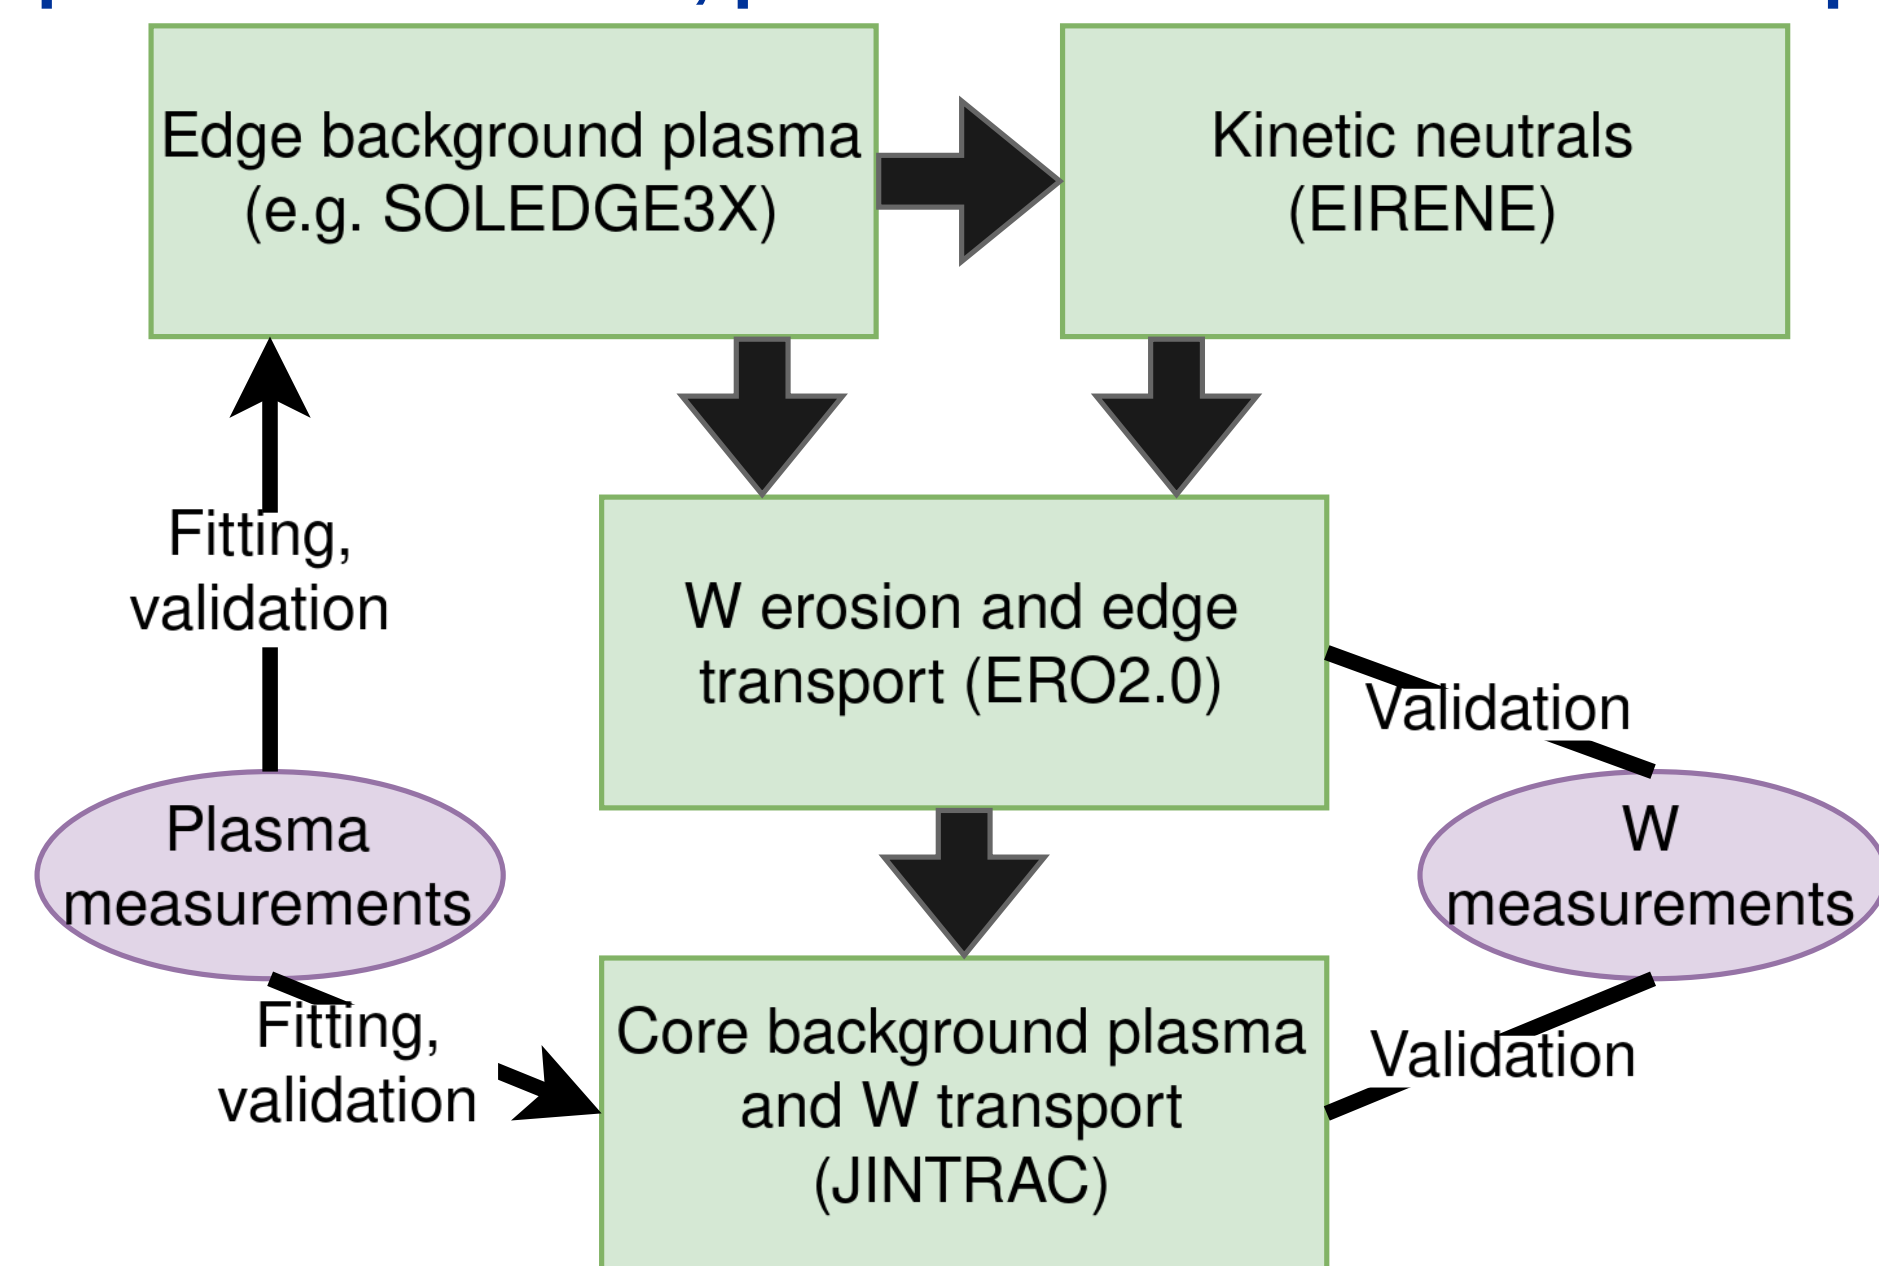 Edge background plasma
(e.g. SOLEDGE3X)
Kinetic neutrals
(EIRENE)
Fitting,
validation
W erosion and edge
transport (ERO2.0)
Validation
Plasma
measurements
W
measurements
Fitting,
validation
Core background plasma
and W transport
(JINTRAC)
Validation